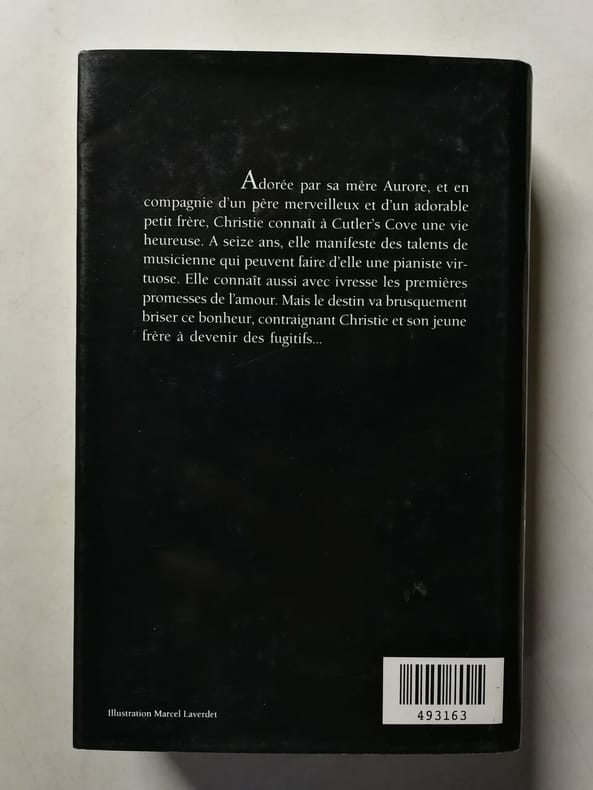 Adorée par sa mère Aurore, et en
compagnie d'un père merveilleux et d'un adorable
petit frère, Christie connaît à Cutler's Cove une vie
heureuse. A seize ans, elle manifeste des talents de
musicienne qui peuvent faire d'elle une pianiste vir-
tuose. Elle connaît aussi avec ivresse les premières
promesses de l'amour. Mais le destin va brusquement
briser ce bonheur, contraignant Christie et son jeune
frère à devenir des fugitifs...
Illustration Marcel Laverdet
493163